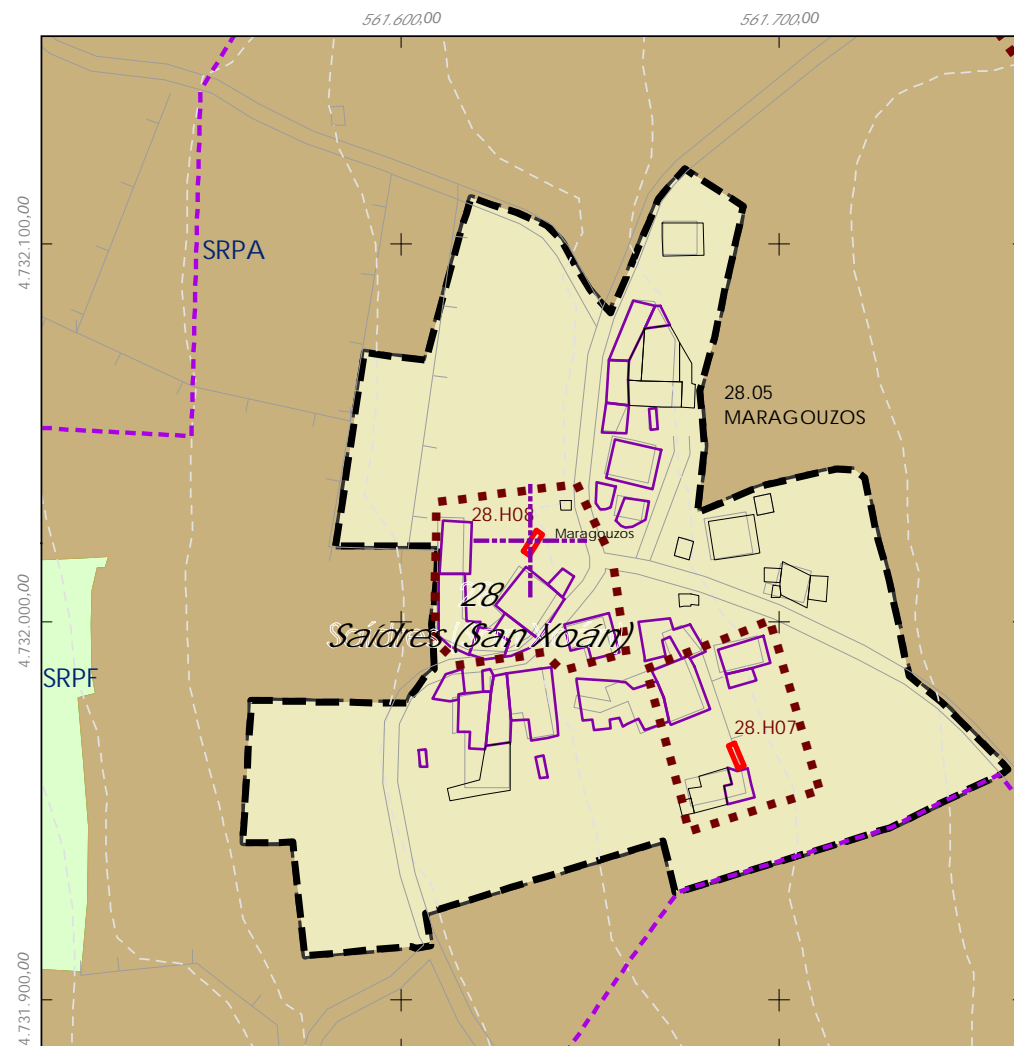 561.600,00
561.700,00
4.732.100,00
SRPA
28.05
MARAGOUZOS
28.H08
Maragouzos
28
Saídres (San Xoán)
4.732.000,00
SRPF
28.H07
4.731.900,00